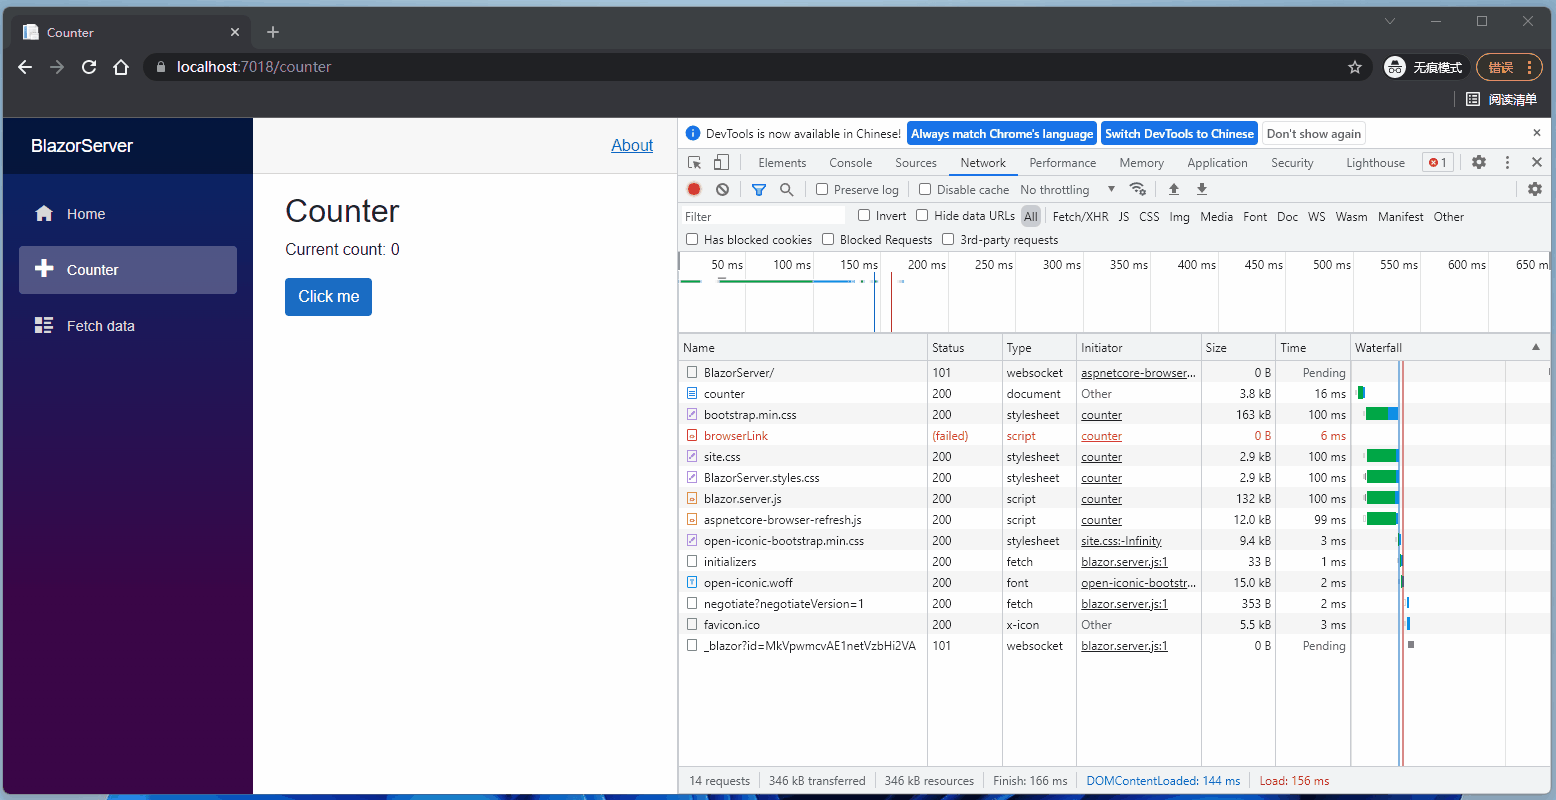 Counter
localhost:7018/counter
无痕模式
错误
阅读清单
BlazorServer
About
Home
Counter
Fetch data
Counter
Current count: 0
Click me
DevTools is now available in Chinese! Always match Chrome's language Switch DevTools to Chinese Don't show again
Elements Console Sources Network Performance Memory Application Security Lighthouse 1
Preserve log Disable cache No throttling
Filter Invert Hide data URLs All Fetch/XHR JS CSS Img Media Font Doc WS Wasm Manifest Other
Has blocked cookies Blocked Requests 3rd-party requests
50 ms 100 ms 150 ms 200 ms 250 ms 300 ms 350 ms 400 ms 450 ms 500 ms 550 ms 600 ms 650 m
Name Status Type Initiator Size Time Waterfall
BlazorServer/ 101 websocket aspnetcore-browser... 0 B Pending
counter 200 document Other 3.8 kB 16 ms
bootstrap.min.css 200 stylesheet counter 163 kB 100 ms
browserLink (failed) script counter 0 B 6 ms
site.css 200 stylesheet counter 2.9 kB 100 ms
BlazorServer.styles.css 200 stylesheet counter 2.9 kB 100 ms
blazor.server.js 200 script counter 132 kB 100 ms
aspnetcore-browser-refresh.js 200 script counter 12.0 kB 99 ms
open-iconic-bootstrap.min.css 200 stylesheet site.css:-Infinity 9.4 kB 3 ms
initializers 200 fetch blazor.server.js:1 33 B 1 ms
open-iconic.woff 200 font open-iconic-bootstr... 15.0 kB 2 ms
negotiate?negotiateVersion=1 200 fetch blazor.server.js:1 353 B 2 ms
favicon.ico 200 x-icon Other 5.5 kB 3 ms
_blazor?id=MkVpwmcvAE1netVzbHi2VA 101 websocket blazor.server.js:1 0 B Pending
14 requests 346 kB transferred 346 kB resources Finish: 166 ms DOMContentLoaded: 144 ms Load: 156 ms